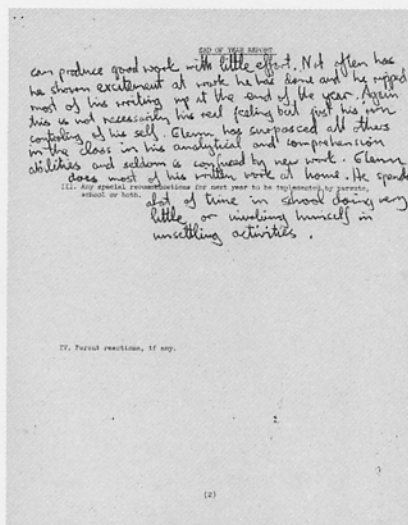 END OF YEAR REPORT
can produce good work with little effort. Not often has
he shown excitement at work he has done and he ripped
most of his writing up at the end of the year. Again
this is not necessarily his real feeling but just his own
controling of his self. Glenn has surpassed all others
in the class in his analytical and comprehension
abilities and seldom is confused by new work. Glenn
does most of his written work at home. He spends
III. Any special recommendations for next year to be implemented by parents,
school or both.
alot of time in school doing very
little or involving himself in
unsettling activities.
IV. Parent reactions, if any.
(2)